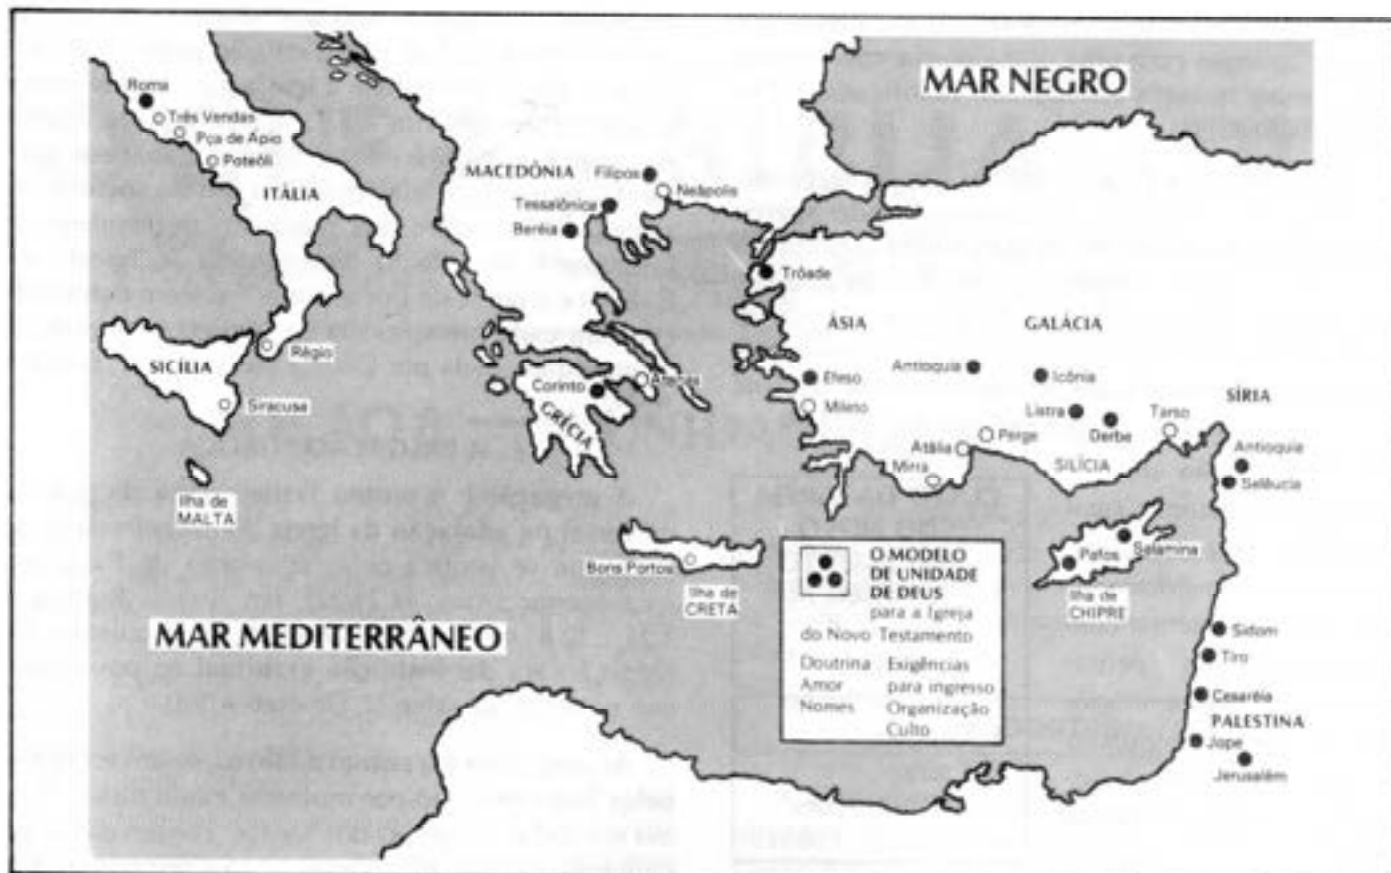 MAR NEGRO
Roma
Três Vendas
Pça de Ápio
Poteóli
ITÁLIA
MACEDÔNIA
Filipos
Neápolis
Tessalônica
Beréia
Trôade
ÁSIA
GALÁCIA
SICÍLIA
Régio
Siracusa
Corinto
Atenas
GRÉCIA
Antioquia
Icônia
Éfeso
Mileto
Listra
Derbe
Tarso
SÍRIA
Atália
Perge
Mirra
SILÍCIA
Antioquia
Selêucia
Ilha de
MALTA
Bons Portos
Ilha de
CRETA
Pafos
Salamina
Ilha de
CHIPRE
MAR MEDITERRÂNEO
O MODELO
DE UNIDADE
DE DEUS
para a Igreja
do Novo Testamento
Doutrina Exigências
Amor para ingresso
Nomes Organização
Culto
Sidom
Tiro
Cesaréia
PALESTINA
Jope
Jerusalém